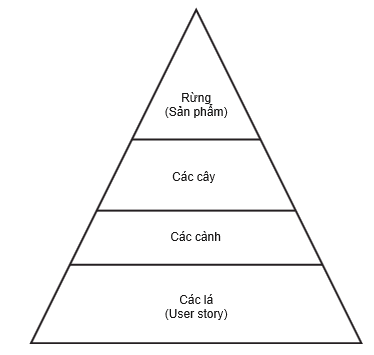 Rừng
(Sản phẩm)
Các cây
Các cành
Các lá
(User story)